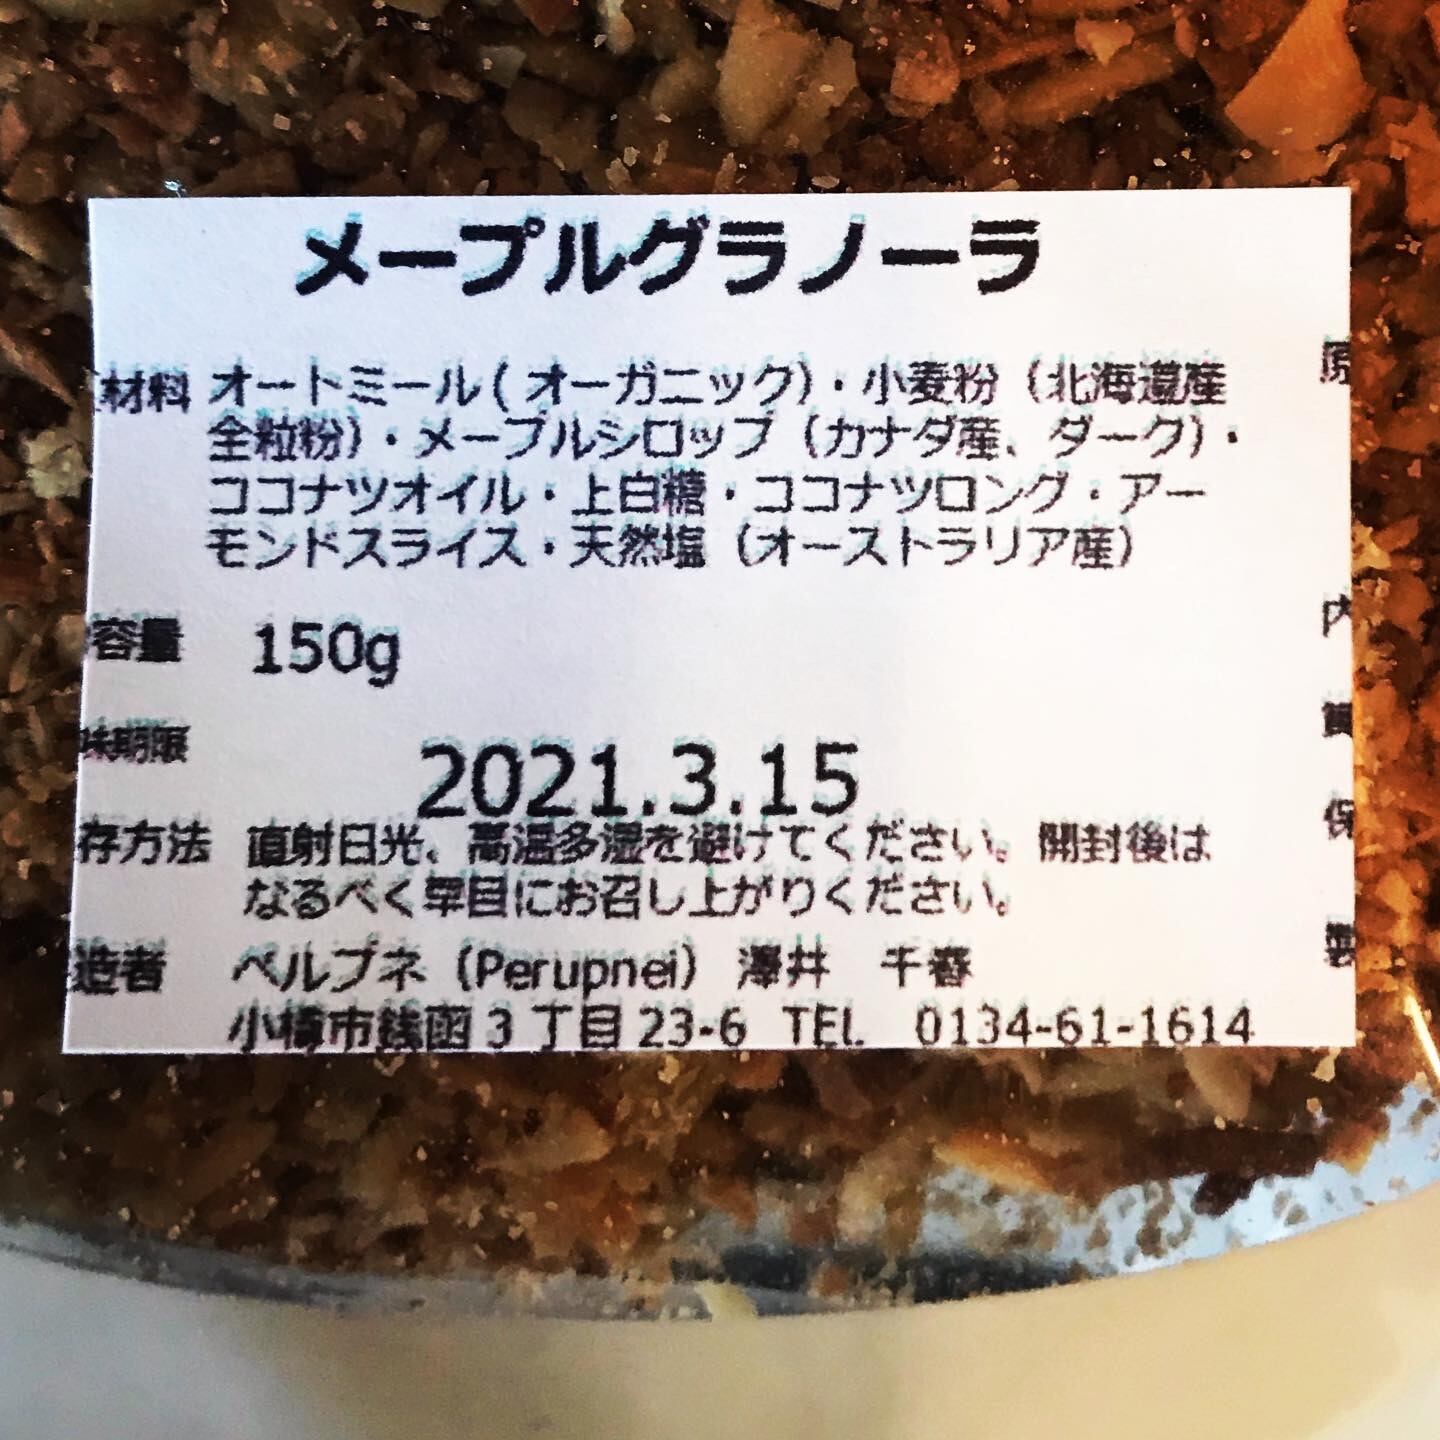 メープルグラノーラ
材料 オートミール(オーガニック)・小麦粉（北海道産 原
全粒粉)・メープルシロップ（カナダ産、ダーク)・
ココナツオイル・上白糖・ココナツロング・アー
モンドスライス・天然塩（オーストラリア産）
容量 150g 内
味期限 2021.3.15 賞
存方法 直射日光、高温多湿を避けてください。開封後は 保
なるべく早目にお召し上がりください。
造者 ペルプネ（Perupnei）澤井 千春 製
小樽市銭函3丁目23-6 TEL 0134-61-1614